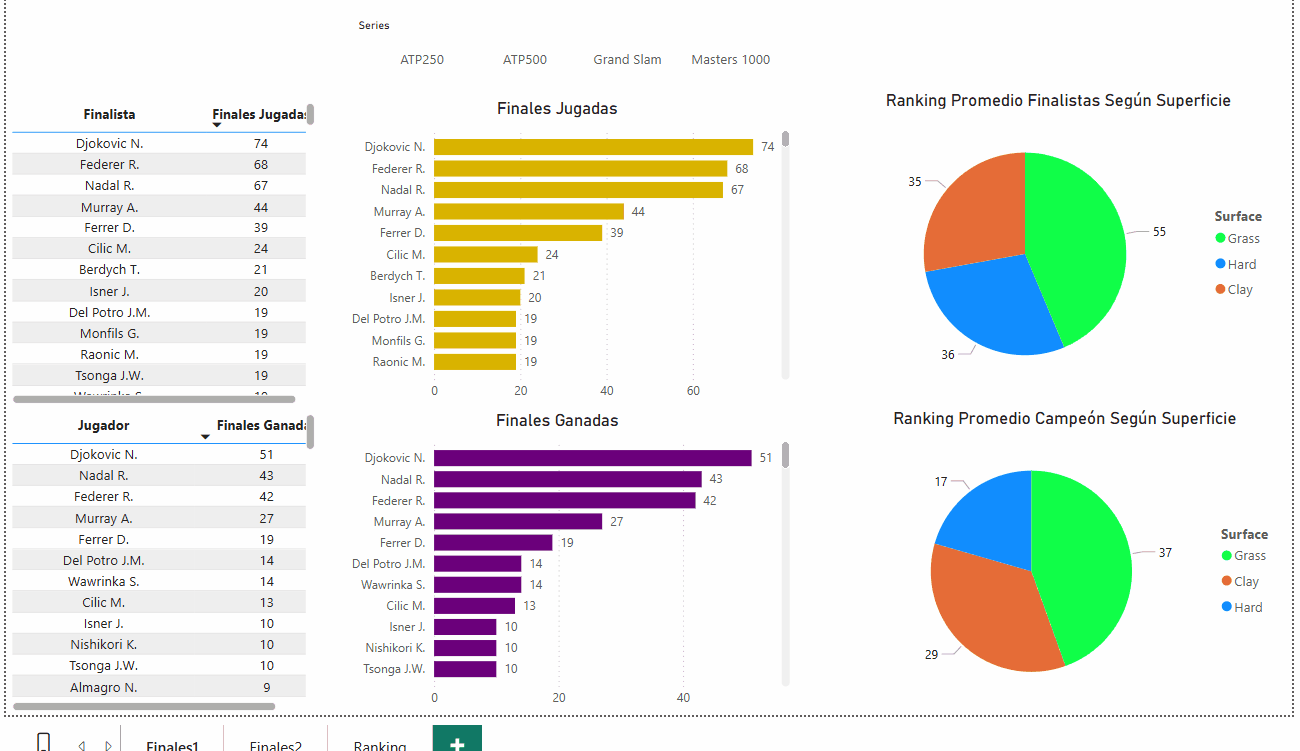 Series
ATP250 ATP500 Grand Slam Masters 1000
Finalista Finales Jugadas
Djokovic N. 74
Federer R. 68
Nadal R. 67
Murray A. 44
Ferrer D. 39
Cilic M. 24
Berdych T. 21
Isner J. 20
Del Potro J.M. 19
Monfils G. 19
Raonic M. 19
Tsonga J.W. 19
Finales Jugadas
Djokovic N. 74
Federer R. 68
Nadal R. 67
Murray A. 44
Ferrer D. 39
Cilic M. 24
Berdych T. 21
Isner J. 20
Del Potro J.M. 19
Monfils G. 19
Raonic M. 19
0 20 40 60
Ranking Promedio Finalistas Según Superficie
35
55
36
Surface
Grass
Hard
Clay
Jugador Finales Ganad
Djokovic N. 51
Nadal R. 43
Federer R. 42
Murray A. 27
Ferrer D. 19
Del Potro J.M. 14
Wawrinka S. 14
Cilic M. 13
Isner J. 10
Nishikori K. 10
Tsonga J.W. 10
Almagro N. 9
Finales Ganadas
Djokovic N. 51
Nadal R. 43
Federer R. 42
Murray A. 27
Ferrer D. 19
Del Potro J.M. 14
Wawrinka S. 14
Cilic M. 13
Isner J. 10
Nishikori K. 10
Tsonga J.W. 10
0 20 40
Ranking Promedio Campeón Según Superficie
17
37
29
Surface
Grass
Clay
Hard
Finales1 Finales2 Ranking +